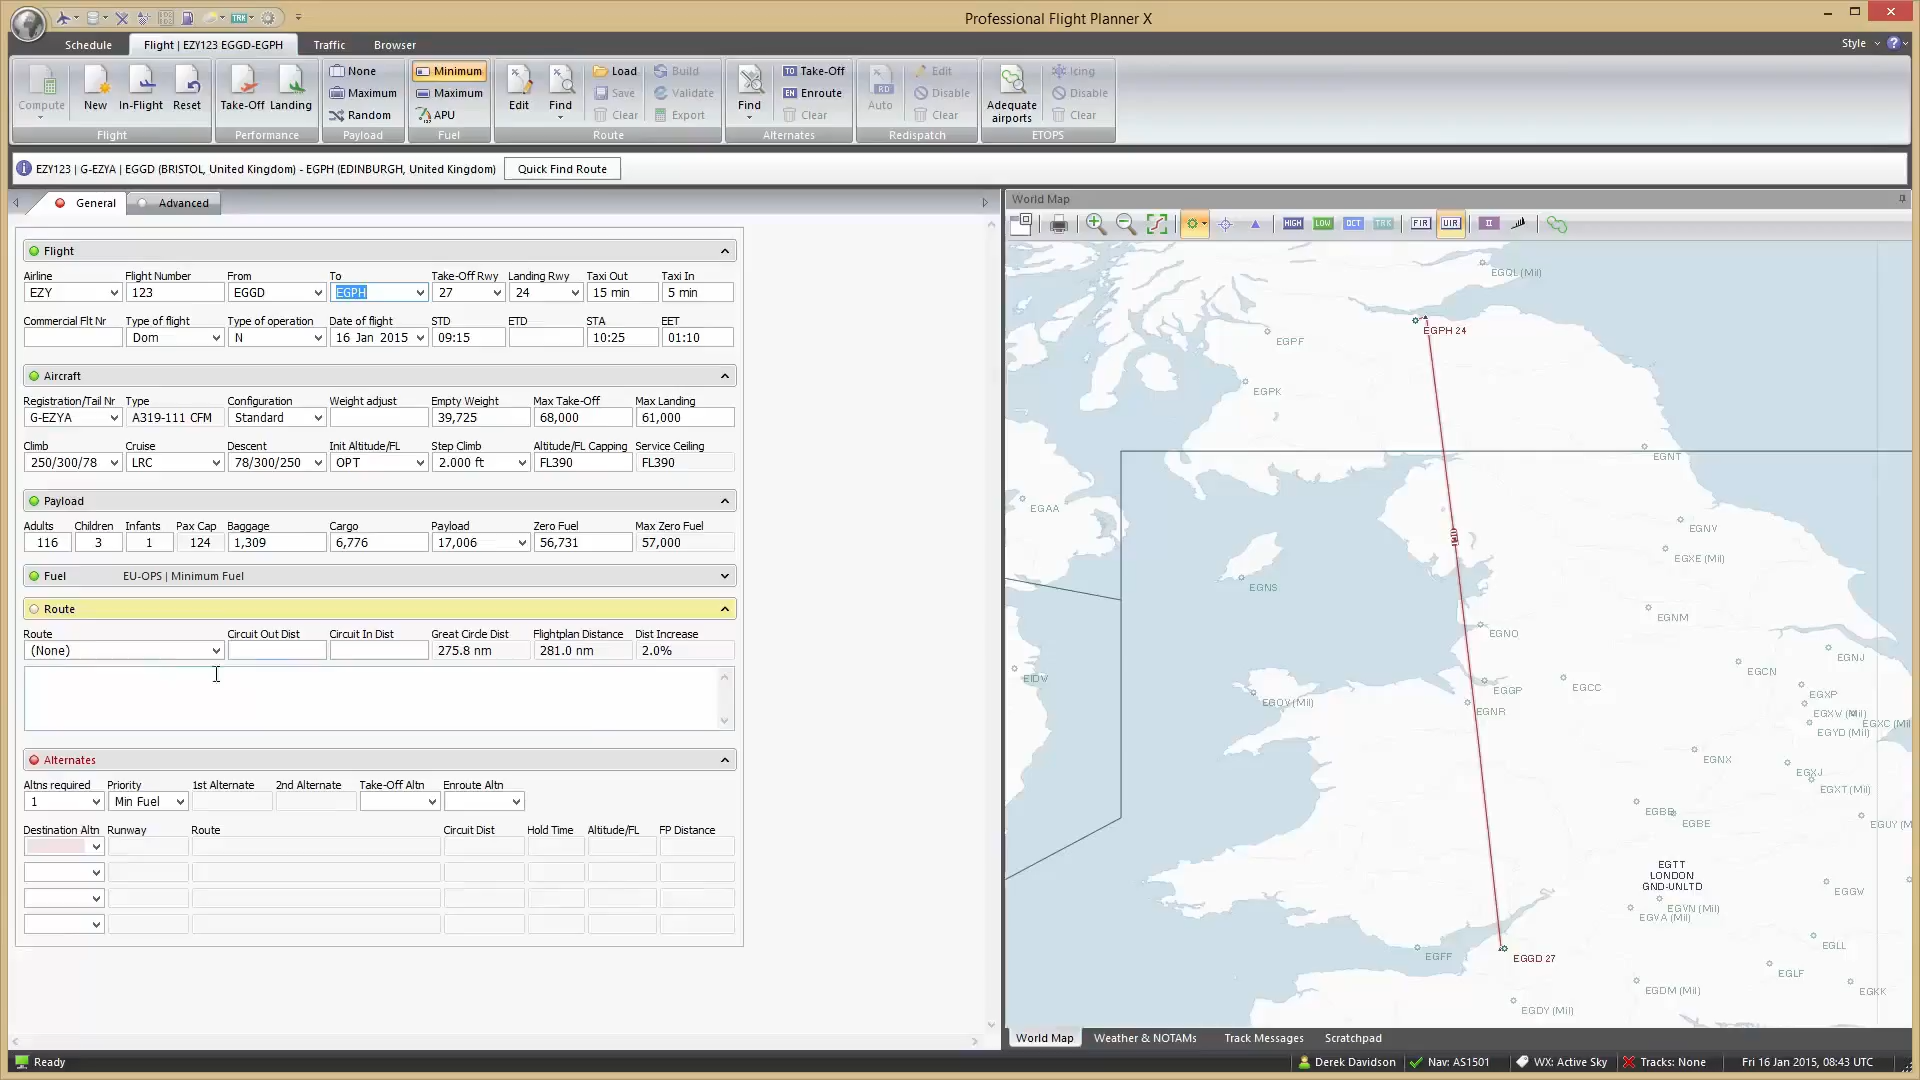 TRK
Professional Flight Planner X
Schedule
Flight | EZY123 EGGD-EGPH
Traffic
Browser
Style
Compute
New
In-Flight
Reset
Flight
Take-Off
Landing
Performance
None
Maximum
Random
Payload
Minimum
Maximum
APU
Fuel
Edit
Find
Load
Save
Clear
Build
Validate
Export
Route
Find
TO Take-Off
EN Enroute
Clear
Alternates
RD
Auto
Edit
Disable
Clear
Redispatch
Adequate
airports
Icing
Disable
Clear
ETOPS
EZY123 | G-EZYA | EGGD (BRISTOL, United Kingdom) - EGPH (EDINBURGH, United Kingdom)
Quick Find Route
General
Advanced
Flight
Airline Flight Number From To Take-Off Rwy Landing Rwy Taxi Out Taxi In
EZY 123 EGGD EGPH 27 24 15 min 5 min
Commercial Flt Nr Type of flight Type of operation Date of flight STD ETD STA EET
Dom N 16 Jan 2015 09:15 10:25 01:10
Aircraft
Registration/Tail Nr Type Configuration Weight adjust Empty Weight Max Take-Off Max Landing
G-EZYA A319-111 CFM Standard 39,725 68,000 61,000
Climb Cruise Descent Init Altitude/FL Step Climb Altitude/FL Capping Service Ceiling
250/300/78 LRC 78/300/250 OPT 2.000 ft FL390 FL390
Payload
Adults Children Infants Pax Cap Baggage Cargo Payload Zero Fuel Max Zero Fuel
116 3 1 124 1,309 6,776 17,006 56,731 57,000
Fuel EU-OPS | Minimum Fuel
Route
Route Circuit Out Dist Circuit In Dist Great Circle Dist Flightplan Distance Dist Increase
(None) 275.8 nm 281.0 nm 2.0%
Alternates
Altns required Priority 1st Alternate 2nd Alternate Take-Off Altn Enroute Altn
1 Min Fuel
Destination Altn Runway Route Circuit Dist Hold Time Altitude/FL FP Distance
World Map
HIGH LOW OCT TRK FIR UIR
EGQL (Mil)
EGPH 24
EGPF
EGPK
EGNT
EGAA
EGNV
EGXE (Mil)
EGNS
EGNM
EGNO
EGNJ
EGCN
EIDV
EGGP
EGCC
EGXP
EGOV (Mil)
EGNR
EGXW (Mil)
EGXC (Mil
EGYD (Mil)
EGNX
EGXJ
EGXT (Mil)
EGBB
EGBE
EGUY (M
EGTT
LONDON
GND-UNLTD
EGGW
EGVN (Mil)
EGVA (Mil)
EGLL
EGFF
EGGD 27
EGLF
EGDM (Mil)
EGKK
EGDY (Mil)
World Map
Weather & NOTAMs
Track Messages
Scratchpad
Ready
Derek Davidson
Nav: AS1501
WX: Active Sky
Tracks: None
Fri 16 Jan 2015, 08:43 UTC